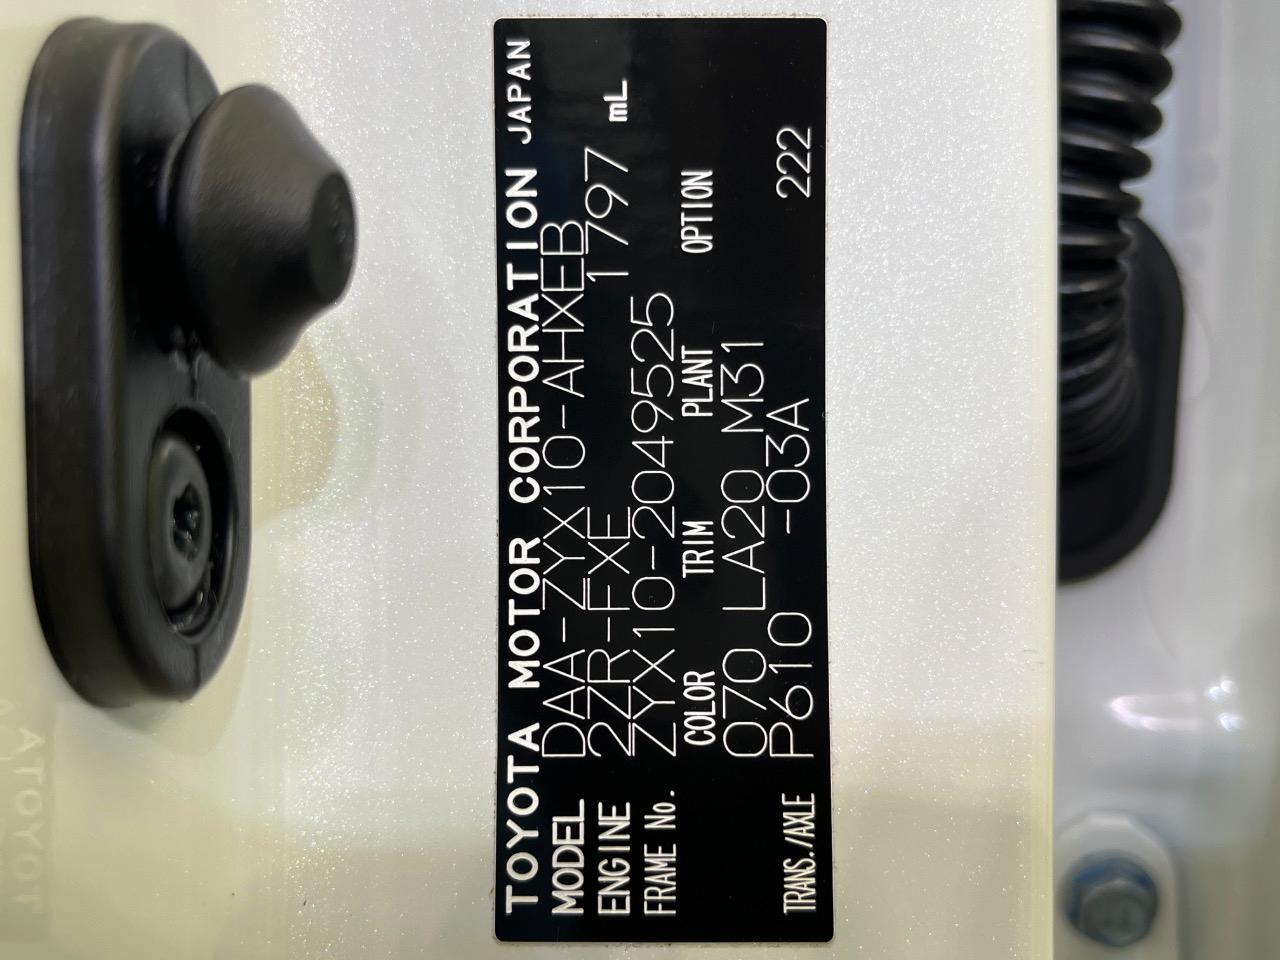 TOYOTA MOTOR CORPORATION JAPAN
MODEL DAA-ZYX10-AHXEB
ENGINE 2ZR-FXE 1797 mL
FRAME No. ZYX10-2049525
COLOR TRIM PLANT OPTION
070 LA20 M31
TRANS./AXLE P610 -03A 222